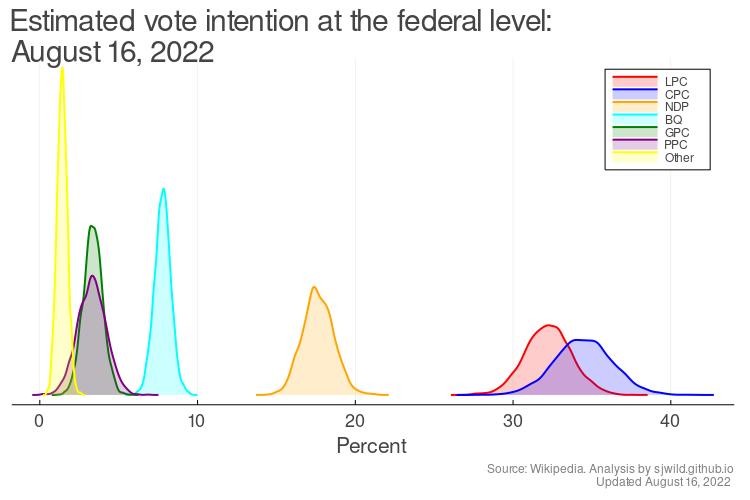 Estimated vote intention at the federal level:
August 16, 2022
LPC
CPC
NDP
BQ
GPC
PPC
Other
0 10 20 30 40
Percent
Source: Wikipedia. Analysis by sjwild.github.io
Updated August 16, 2022